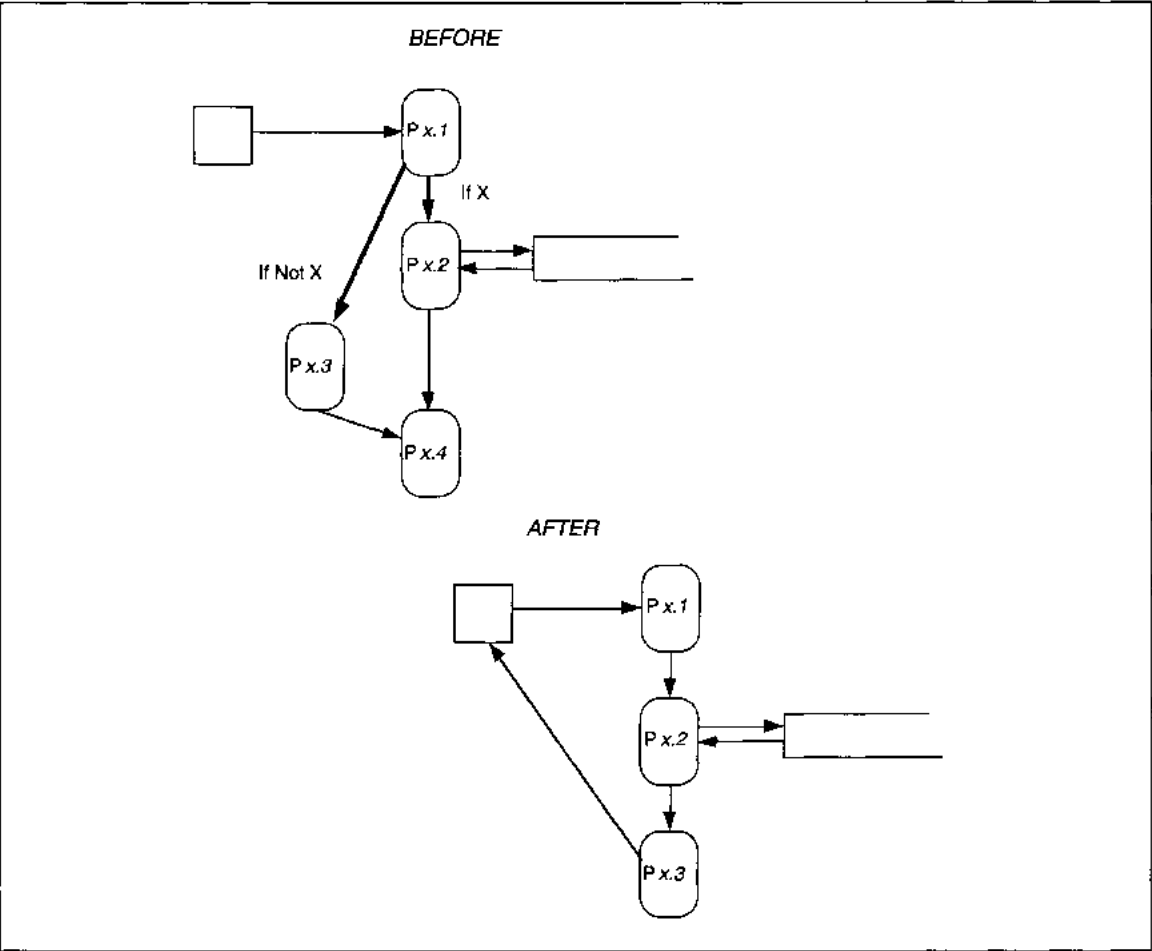 BEFORE
P x.1
If X
P x.2
If Not X
P x.3
P x.4
AFTER
P x.1
P x.2
P x.3